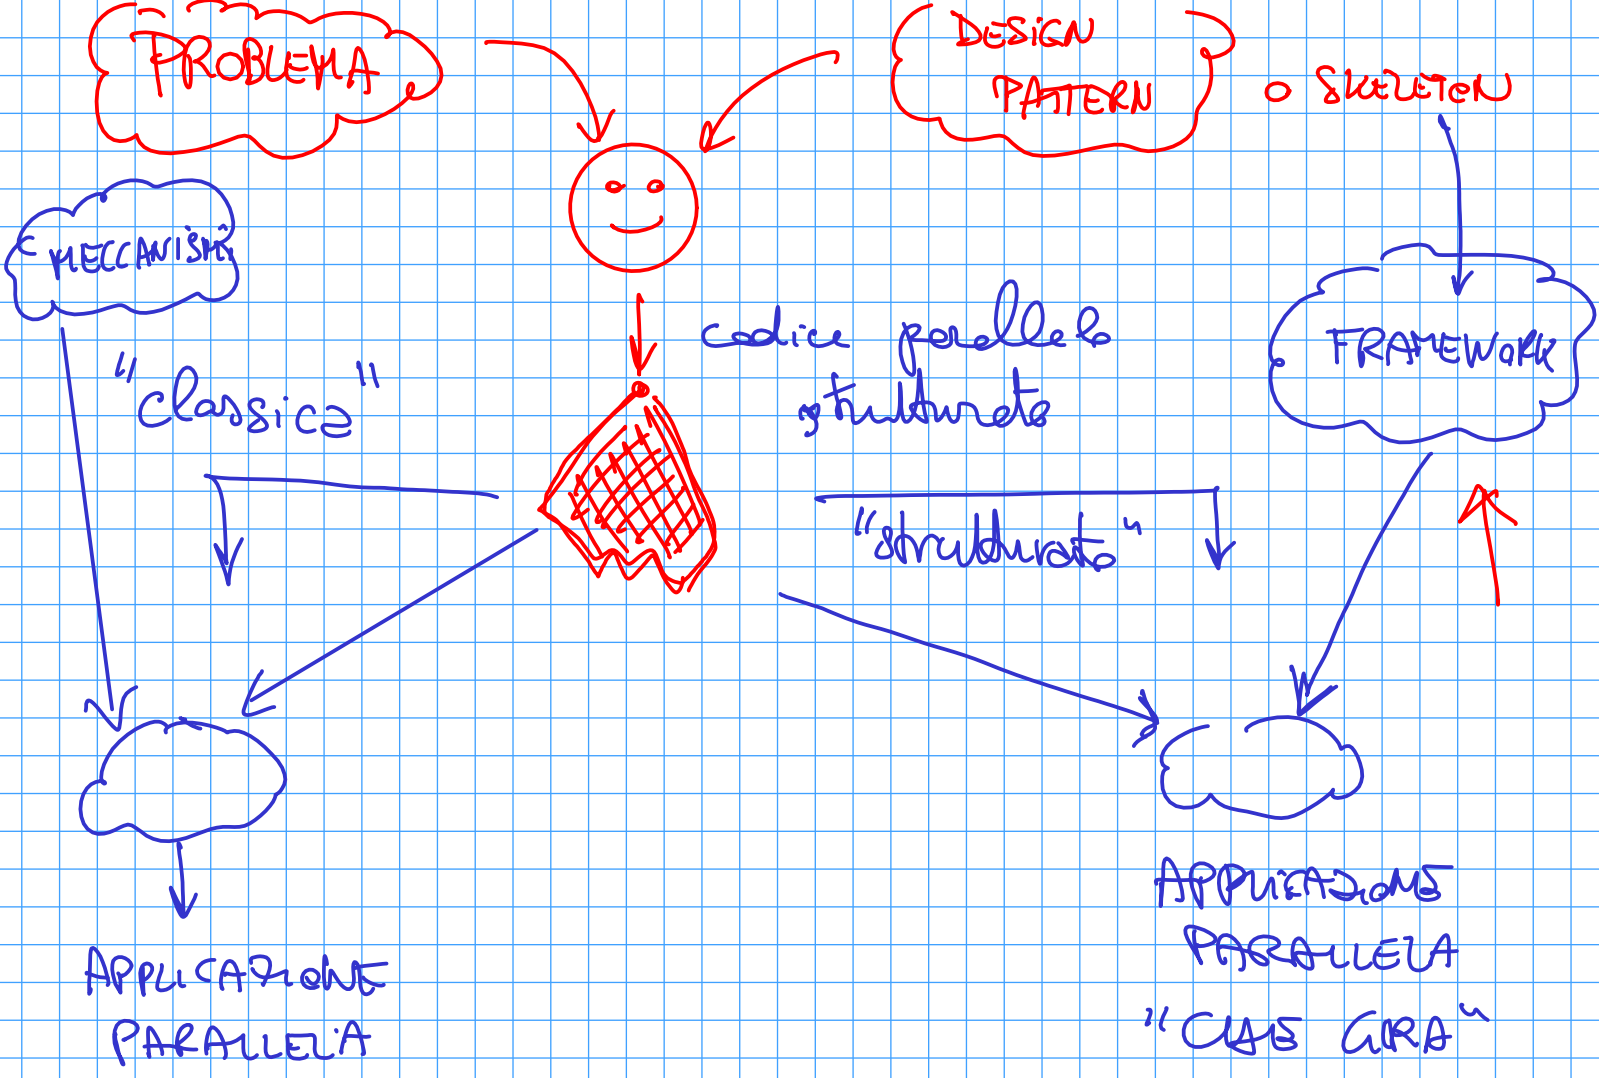 PROBLEMA
DESIGN
PATTERN
o SKELETON
MECCANISMI
codice parallelo
strutturato
FRAMEWORK
"Classica"
"strutturato"
APPLICAZIONE
PARALLELA
"CHE GIRA"
APPLICAZIONE
PARALLELA